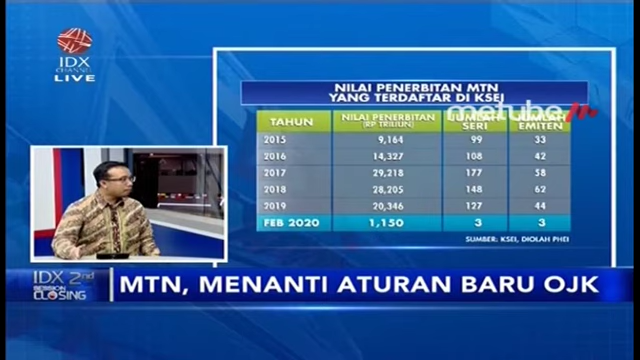 IDX
CHANNEL
LIVE
NILAI PENERBITAN MTN
YANG TERDAFTAR DI KSEI
metube
TAHUN NILAI PENERBITAN (RP TRILIUN) JUMLAH SERI JUMLAH EMITEN
2015 9,164 99 33
2016 14,327 108 42
2017 29,218 177 58
2018 28,205 148 62
2019 20,346 127 44
FEB 2020 1,150 3 3
SUMBER: KSEI, DIOLAH PHEI
IDX 2nd
SESSION
CLOSING
MTN, MENANTI ATURAN BARU OJK